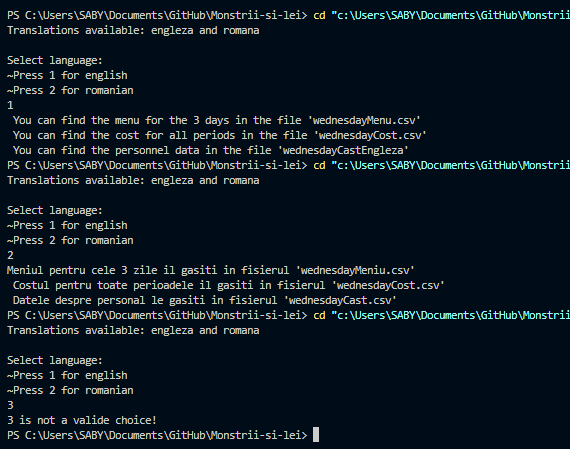 PS C:\Users\SABY\Documents\GitHub\Monstrii-si-lei> cd "c:\Users\SABY\Documents\GitHub\Monstrii
Translations available: engleza and romana
Select language:
~Press 1 for english
~Press 2 for romanian
1
You can find the menu for the 3 days in the file 'wednesdayMenu.csv'
You can find the cost for all periods in the file 'wednesdayCost.csv'
You can find the personnel data in the file 'wednesdayCastEngleza'
PS C:\Users\SABY\Documents\GitHub\Monstrii-si-lei> cd "c:\Users\SABY\Documents\GitHub\Monstrii
Translations available: engleza and romana
Select language:
~Press 1 for english
~Press 2 for romanian
2
Meniul pentru cele 3 zile il gasiti in fisierul 'wednesdayMeniu.csv'
Costul pentru toate perioadele il gasiti in fisierul 'wednesdayCost.csv'
Datele despre personal le gasiti in fisierul 'wednesdayCast.csv'
PS C:\Users\SABY\Documents\GitHub\Monstrii-si-lei> cd "c:\Users\SABY\Documents\GitHub\Monstrii
Translations available: engleza and romana
Select language:
~Press 1 for english
~Press 2 for romanian
3
3 is not a valide choice!
PS C:\Users\SABY\Documents\GitHub\Monstrii-si-lei>